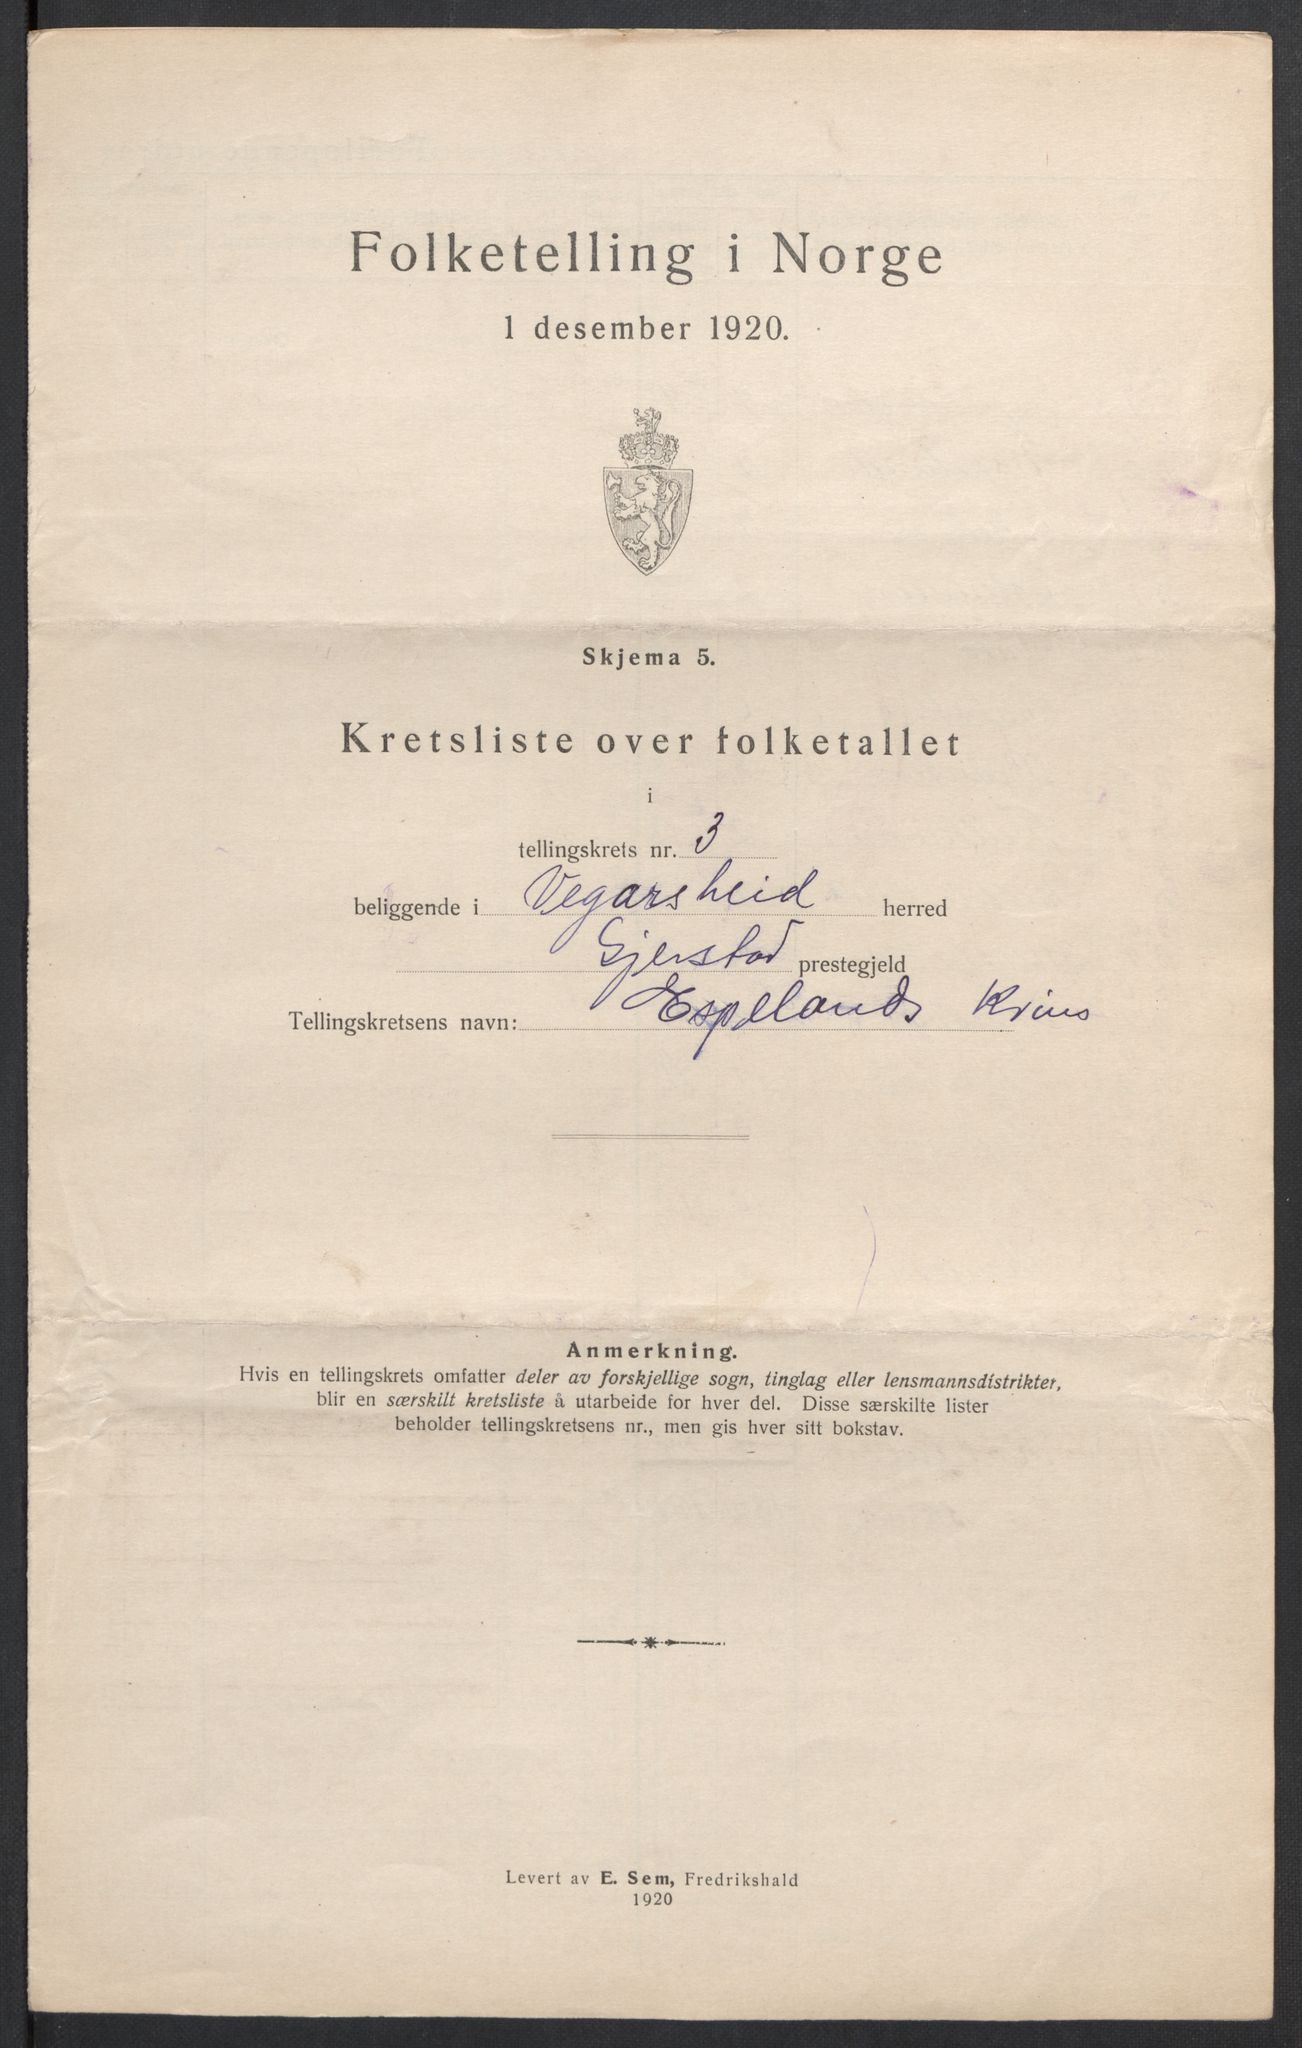 Folketelling i Norge
1 desember 1920.
Skjema 5.
Kretsliste over folketallet
i
tellingskrets nr. 3
beliggende i Vegarsheid herred
Gjerstad prestegjeld
Tellingskretsens navn: Espelands
Anmerkning.
Hvis en tellingskrets omfatter deler av forskjellige sogn, tinglag eller lensmannsdistrikter,
blir en særskilt kretsliste å utarbeide for hver del. Disse særskilte lister
beholder tellingskretsens nr., men gis hver sitt bokstav.
Levert av E. Sem, Fredrikshald
1920